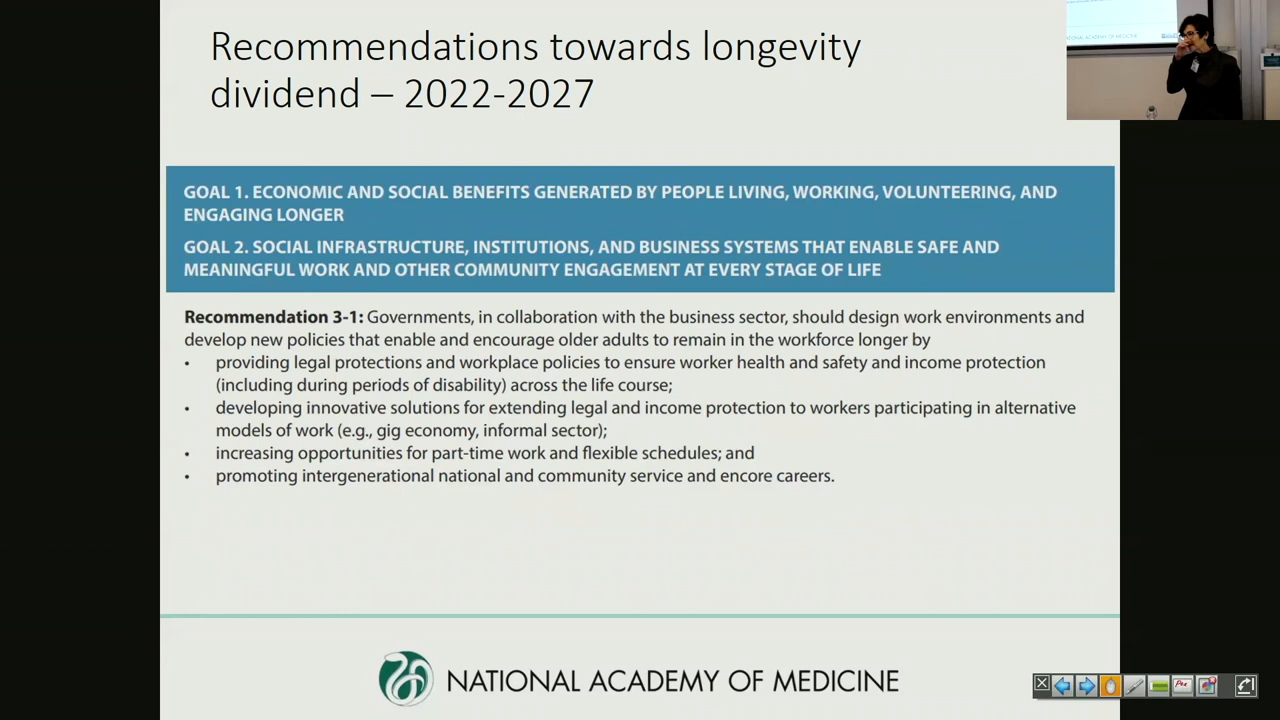 Recommendations towards longevity
dividend – 2022-2027
GOAL 1. ECONOMIC AND SOCIAL BENEFITS GENERATED BY PEOPLE LIVING, WORKING, VOLUNTEERING, AND
ENGAGING LONGER
GOAL 2. SOCIAL INFRASTRUCTURE, INSTITUTIONS, AND BUSINESS SYSTEMS THAT ENABLE SAFE AND
MEANINGFUL WORK AND OTHER COMMUNITY ENGAGEMENT AT EVERY STAGE OF LIFE
Recommendation 3-1: Governments, in collaboration with the business sector, should design work environments and
develop new policies that enable and encourage older adults to remain in the workforce longer by
• providing legal protections and workplace policies to ensure worker health and safety and income protection
(including during periods of disability) across the life course;
• developing innovative solutions for extending legal and income protection to workers participating in alternative
models of work (e.g., gig economy, informal sector);
• increasing opportunities for part-time work and flexible schedules; and
• promoting intergenerational national and community service and encore careers.
NATIONAL ACADEMY OF MEDICINE